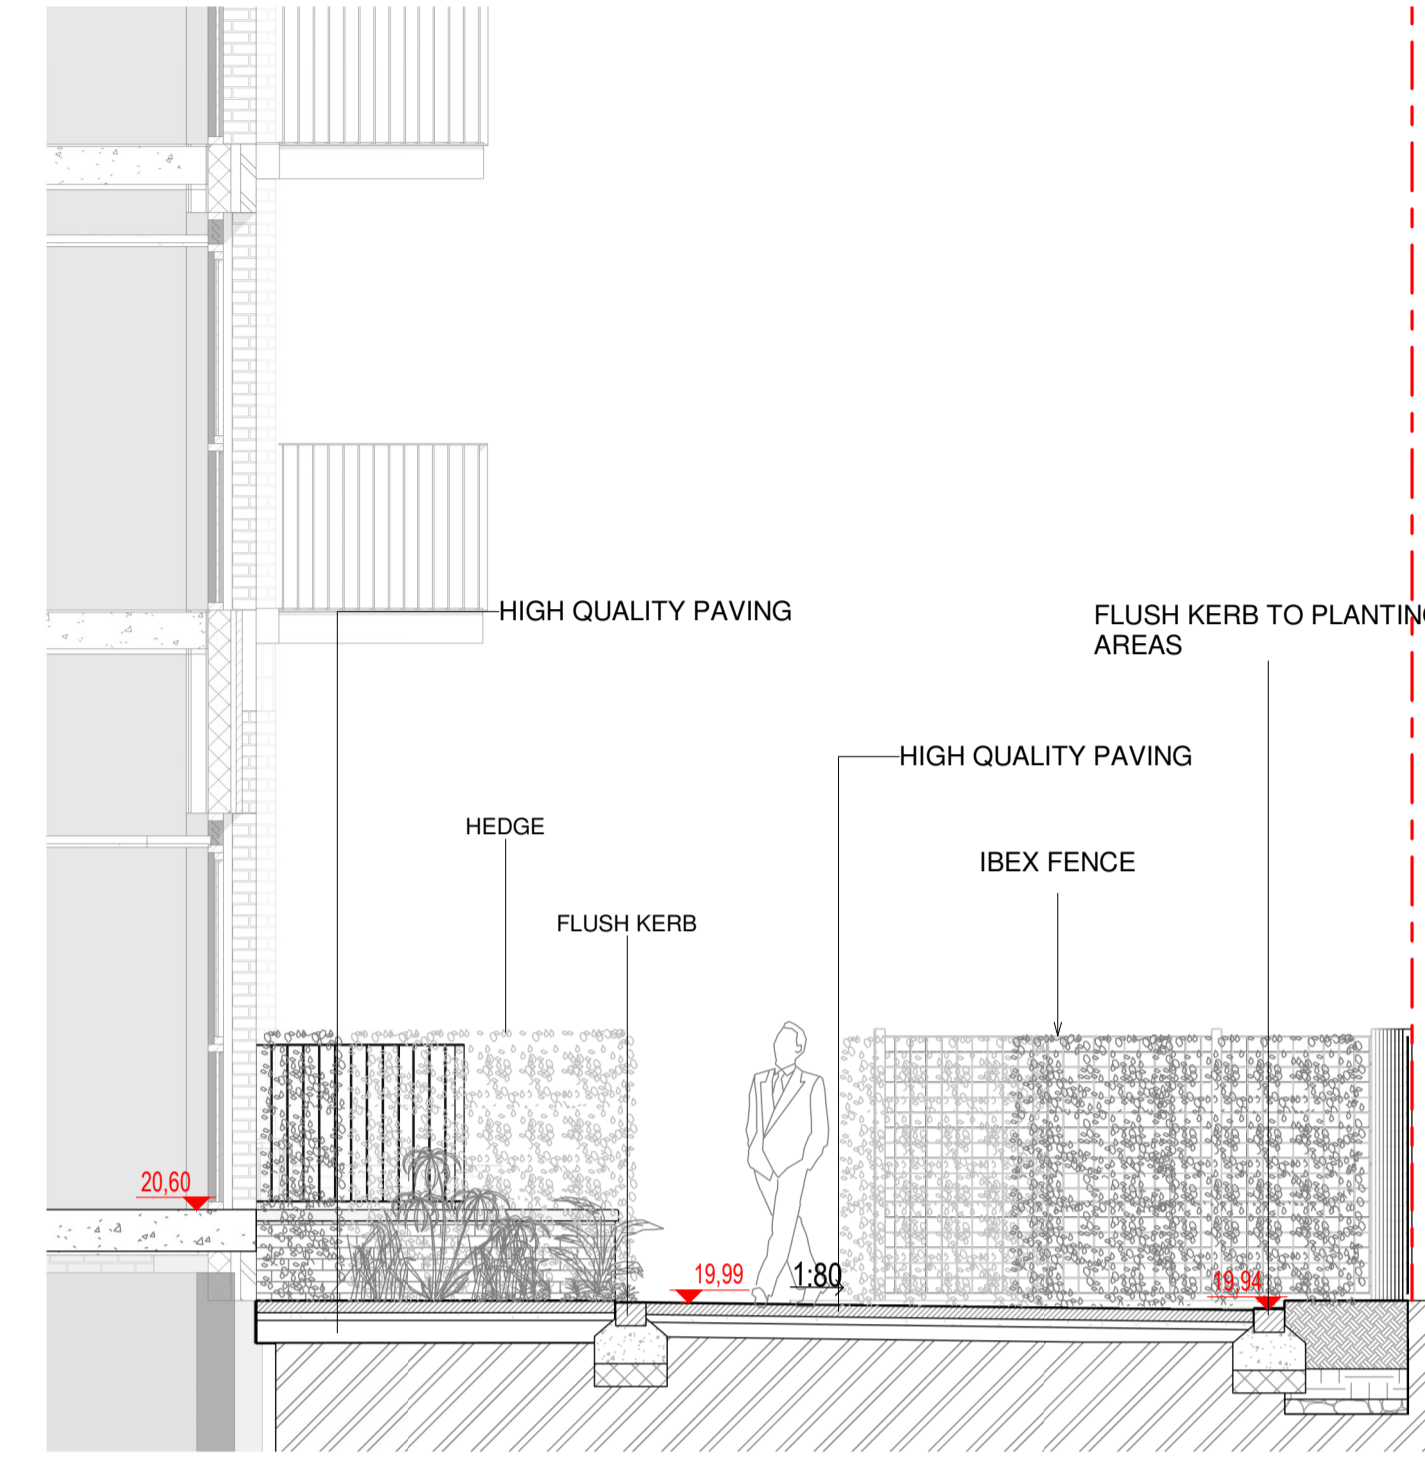 HIGH QUALITY PAVING
FLUSH KERB TO PLANTING
AREAS
HIGH QUALITY PAVING
HEDGE
IBEX FENCE
FLUSH KERB
20,60
19,99
1:80
19,94